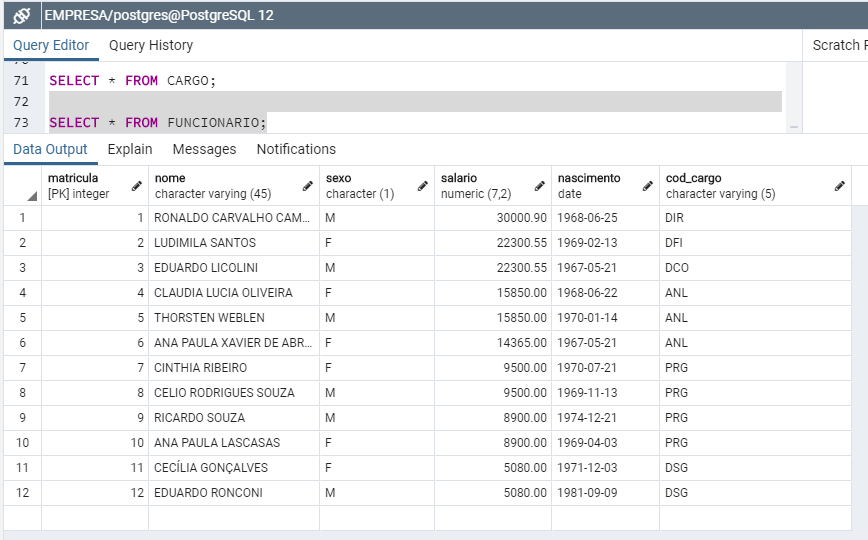 EMPRESA/postgres@PostgreSQL 12
Query Editor Query History Scratch
71 SELECT * FROM CARGO;
72
73 SELECT * FROM FUNCIONARIO;
Data Output Explain Messages Notifications
matricula nome sexo salario nascimento cod_cargo
[PK] integer character varying (45) character (1) numeric (7,2) date character varying (5)
1 1 RONALDO CARVALHO CAM... M 30000.90 1968-06-25 DIR
2 2 LUDIMILA SANTOS F 22300.55 1969-02-13 DFI
3 3 EDUARDO LICOLINI M 22300.55 1967-05-21 DCO
4 4 CLAUDIA LUCIA OLIVEIRA F 15850.00 1968-06-22 ANL
5 5 THORSTEN WEBLEN M 15850.00 1970-01-14 ANL
6 6 ANA PAULA XAVIER DE ABR... F 14365.00 1967-05-21 ANL
7 7 CINTHIA RIBEIRO F 9500.00 1970-07-21 PRG
8 8 CELIO RODRIGUES SOUZA M 9500.00 1969-11-13 PRG
9 9 RICARDO SOUZA M 8900.00 1974-12-21 PRG
10 10 ANA PAULA LASCASAS F 8900.00 1969-04-03 PRG
11 11 CECÍLIA GONÇALVES F 5080.00 1971-12-03 DSG
12 12 EDUARDO RONCONI M 5080.00 1981-09-09 DSG